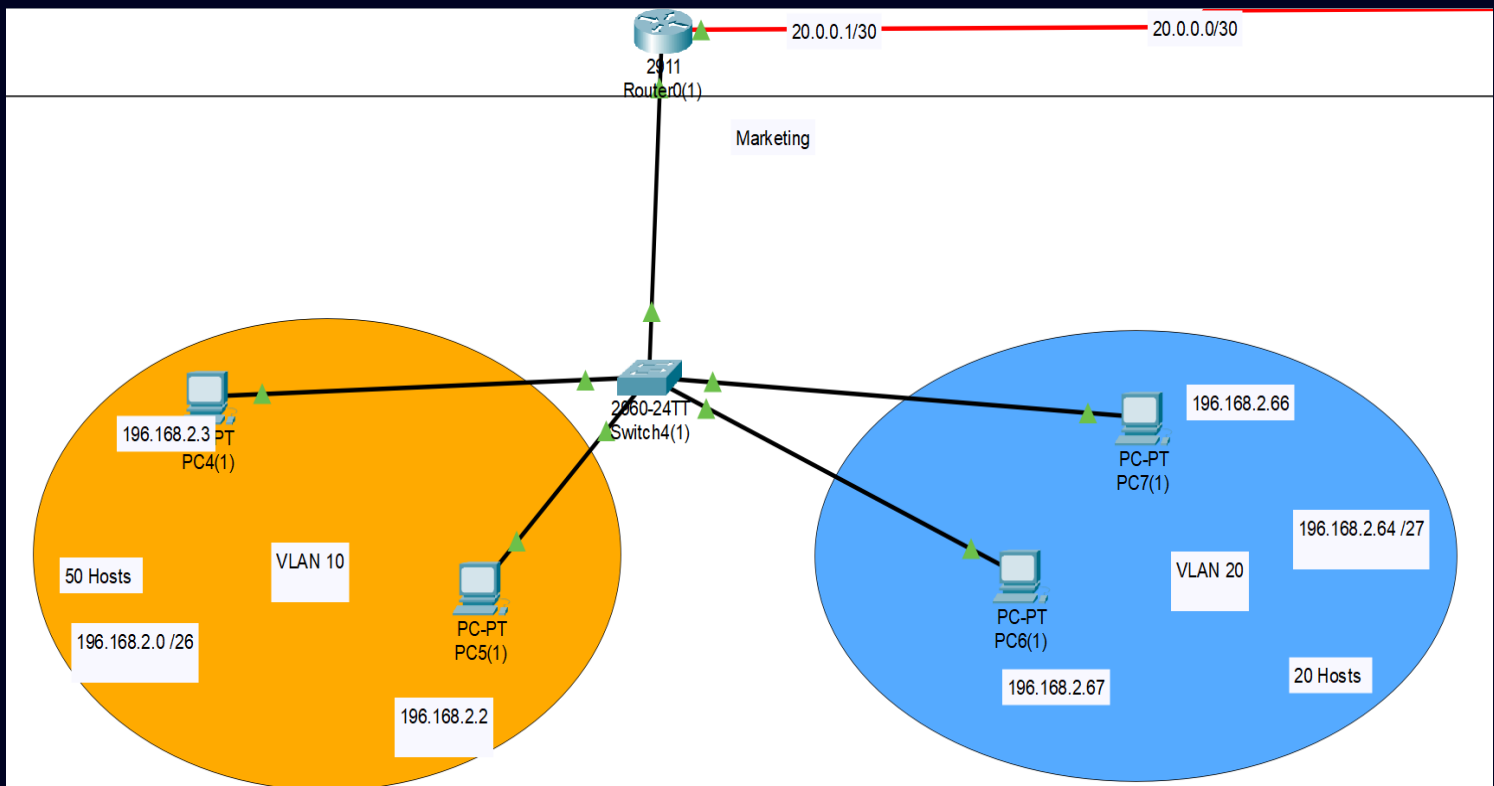 20.0.0.1/30
20.0.0.0/30
2911
Router0(1)
Marketing
2960-24TT
Switch4(1)
196.168.2.3
PT
PC4(1)
196.168.2.66
PC-PT
PC7(1)
196.168.2.64 /27
VLAN 10
50 Hosts
VLAN 20
PC-PT
PC5(1)
PC-PT
PC6(1)
196.168.2.0 /26
20 Hosts
196.168.2.67
196.168.2.2